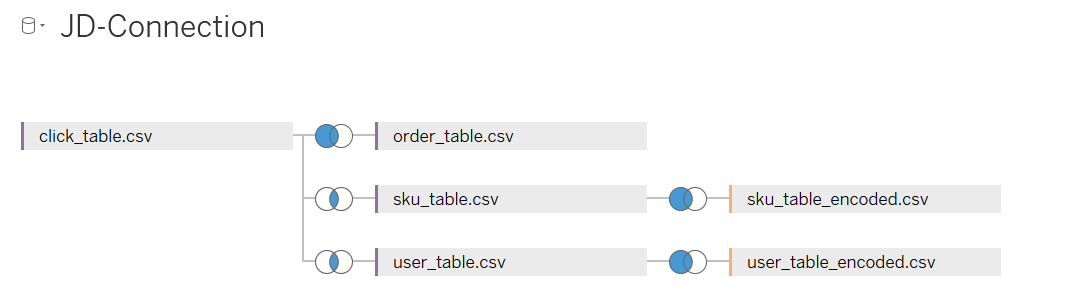 JD-Connection
click_table.csv
order_table.csv
sku_table.csv
sku_table_encoded.csv
user_table.csv
user_table_encoded.csv